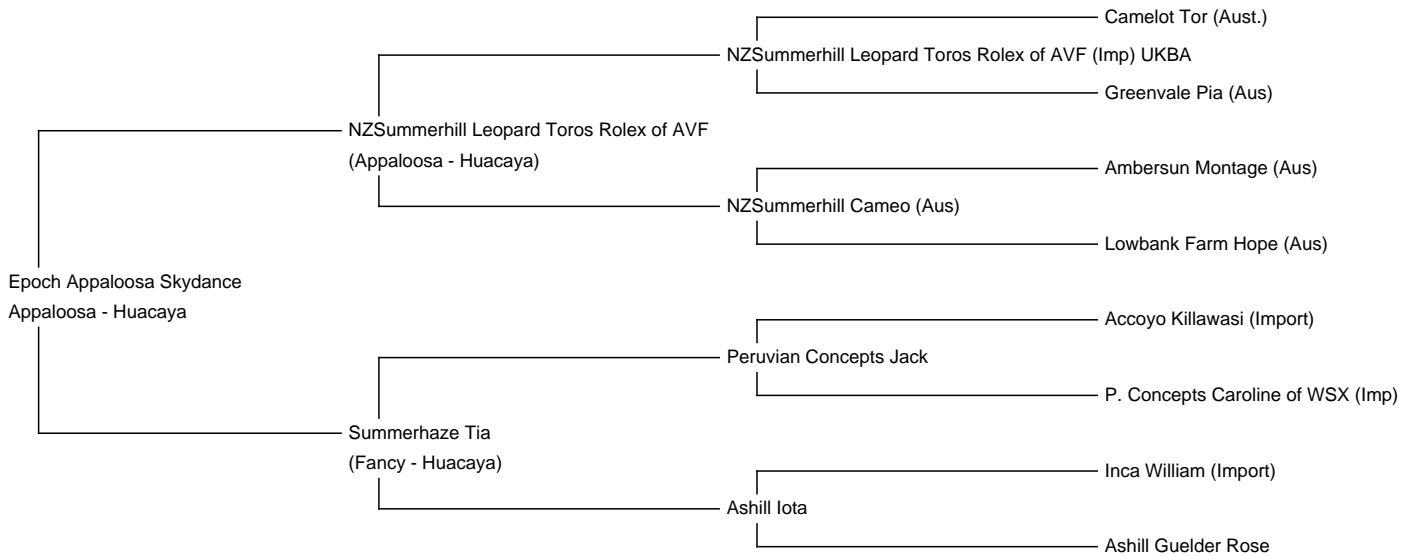 Camelot Tor (Aust.)
NZSummerhill Leopard Toros Rolex of AVF (Imp) UKBA
Greenvale Pia (Aus)
NZSummerhill Leopard Toros Rolex of AVF
(Appaloosa - Huacaya)
Ambersun Montage (Aus)
NZSummerhill Cameo (Aus)
Lowbank Farm Hope (Aus)
Epoch Appaloosa Skydance
Appaloosa - Huacaya
Accoyo Killawasi (Import)
Peruvian Concepts Jack
P. Concepts Caroline of WSX (Imp)
Summerhaze Tia
(Fancy - Huacaya)
Inca William (Import)
Ashill Iota
Ashill Guelder Rose